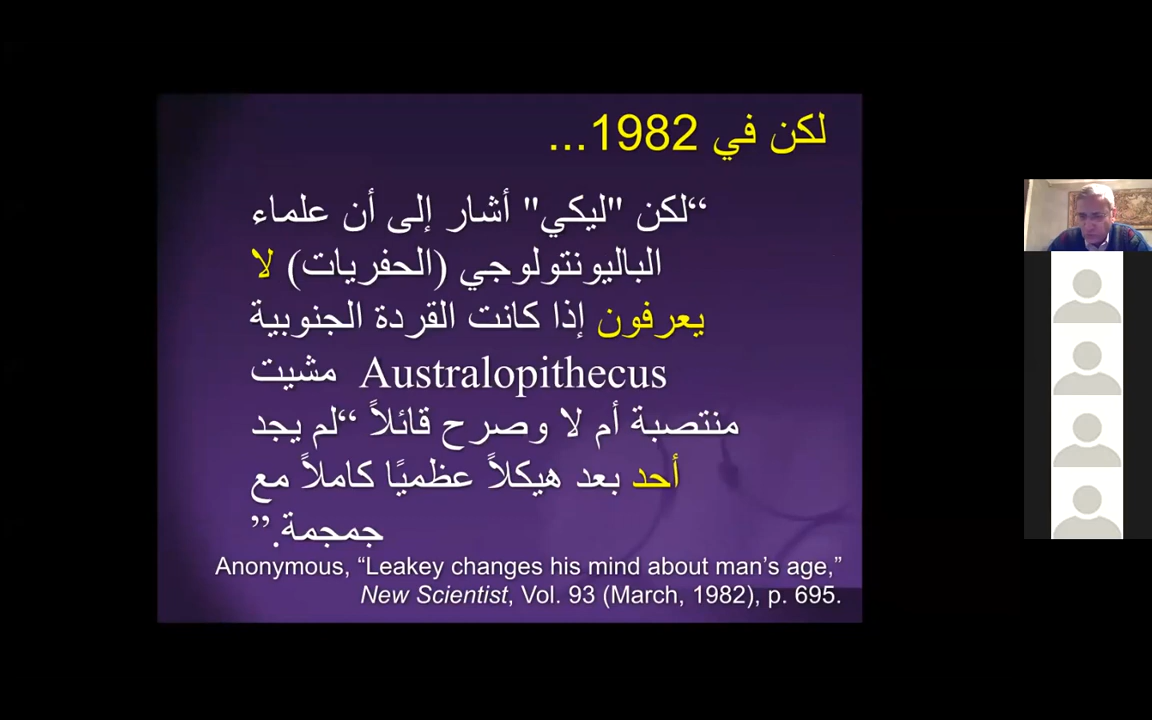 لكن في 1982...
“لكن "ليكي" أشار إلى أن علماء
الباليونتولوجي (الحفريات) لا
يعرفون إذا كانت القردة الجنوبية
Australopithecus مشيت
منتصبة أم لا وصرح قائلاً “لم يجد
أحد بعد هيكلاً عظميًا كاملاً مع
جمجمة.”
Anonymous, “Leakey changes his mind about man’s age,”
New Scientist, Vol. 93 (March, 1982), p. 695.